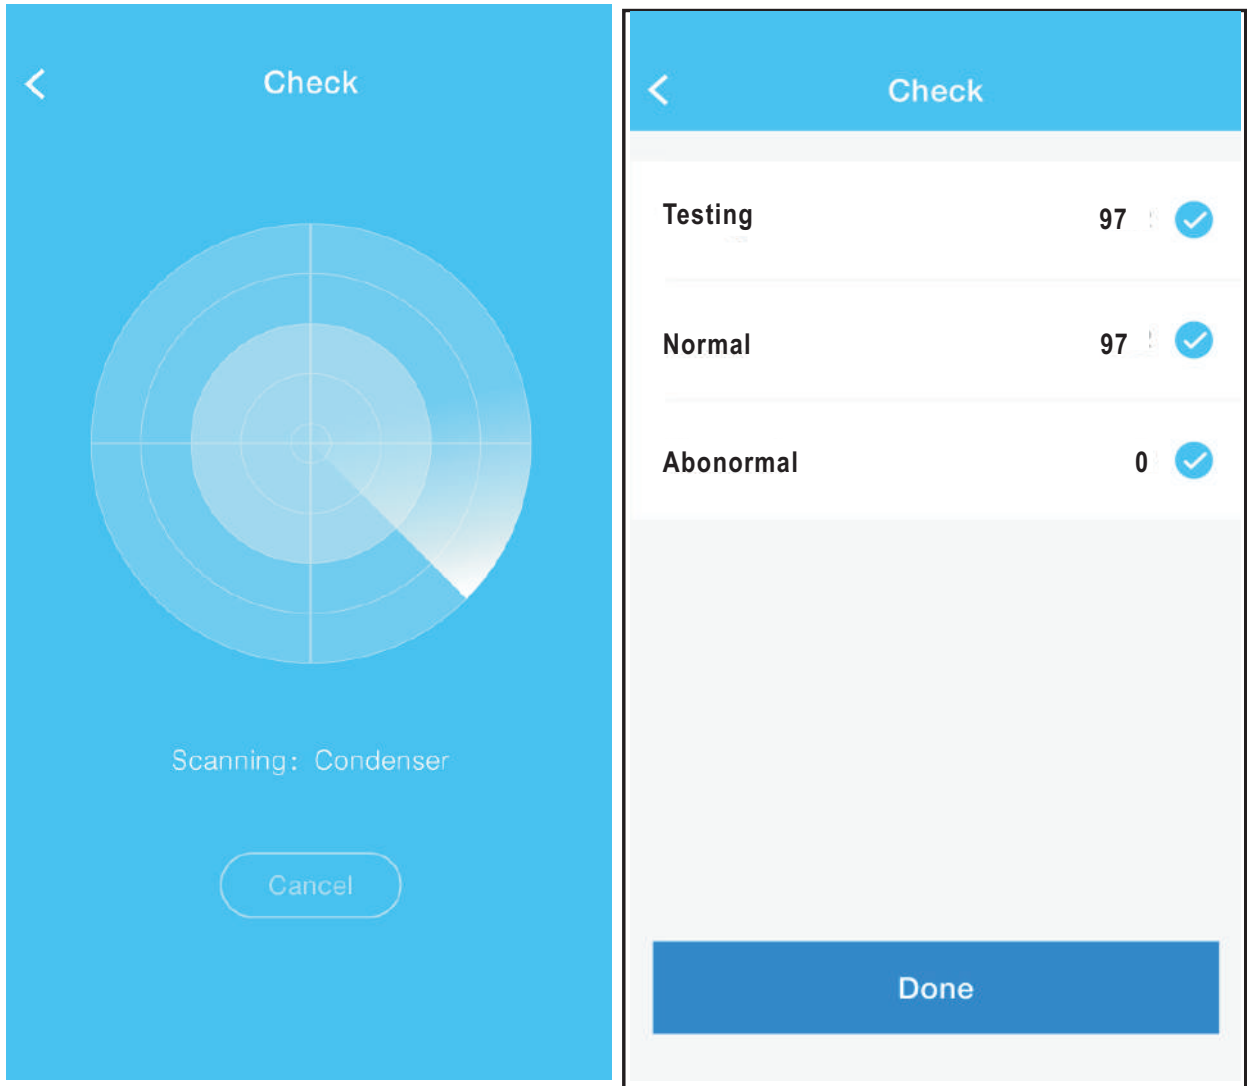 Check
Scanning: Condenser
Cancel
Check
Testing 97
Normal 97
Abonormal 0
Done